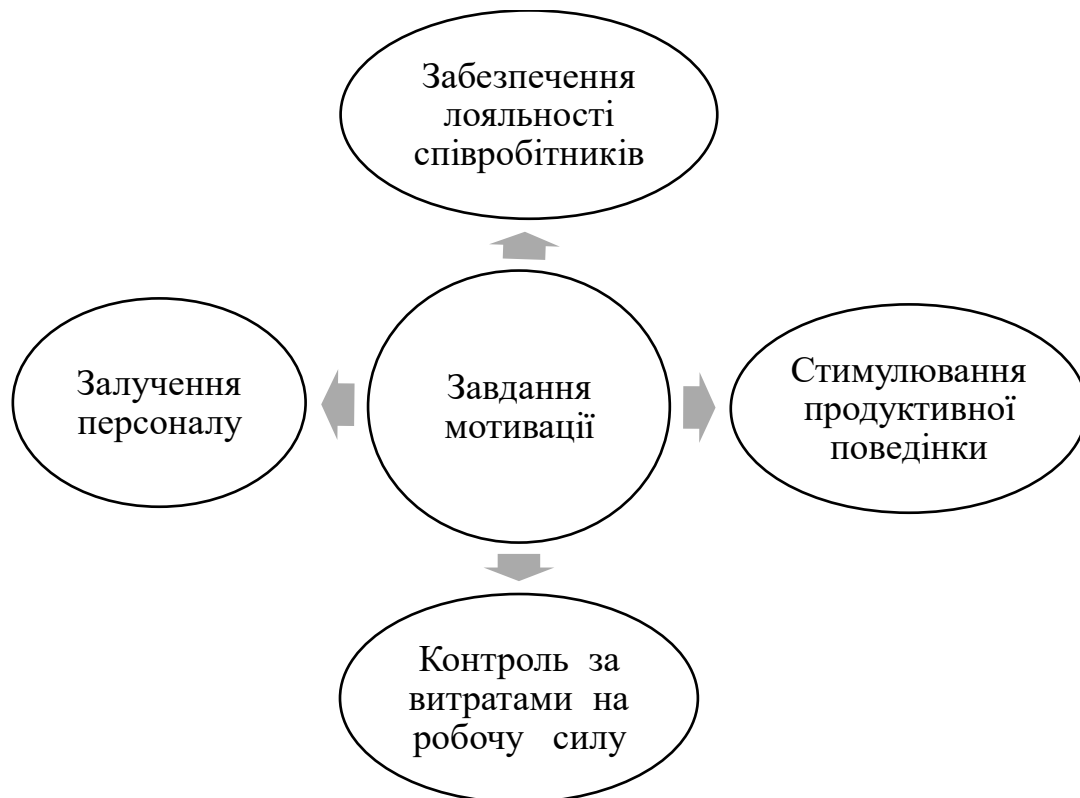 Забезпечення
лояльності
співробітників
Залучення
персоналу
Завдання
мотивації
Стимулювання
продуктивної
поведінки
Контроль за
витратами на
робочу силу